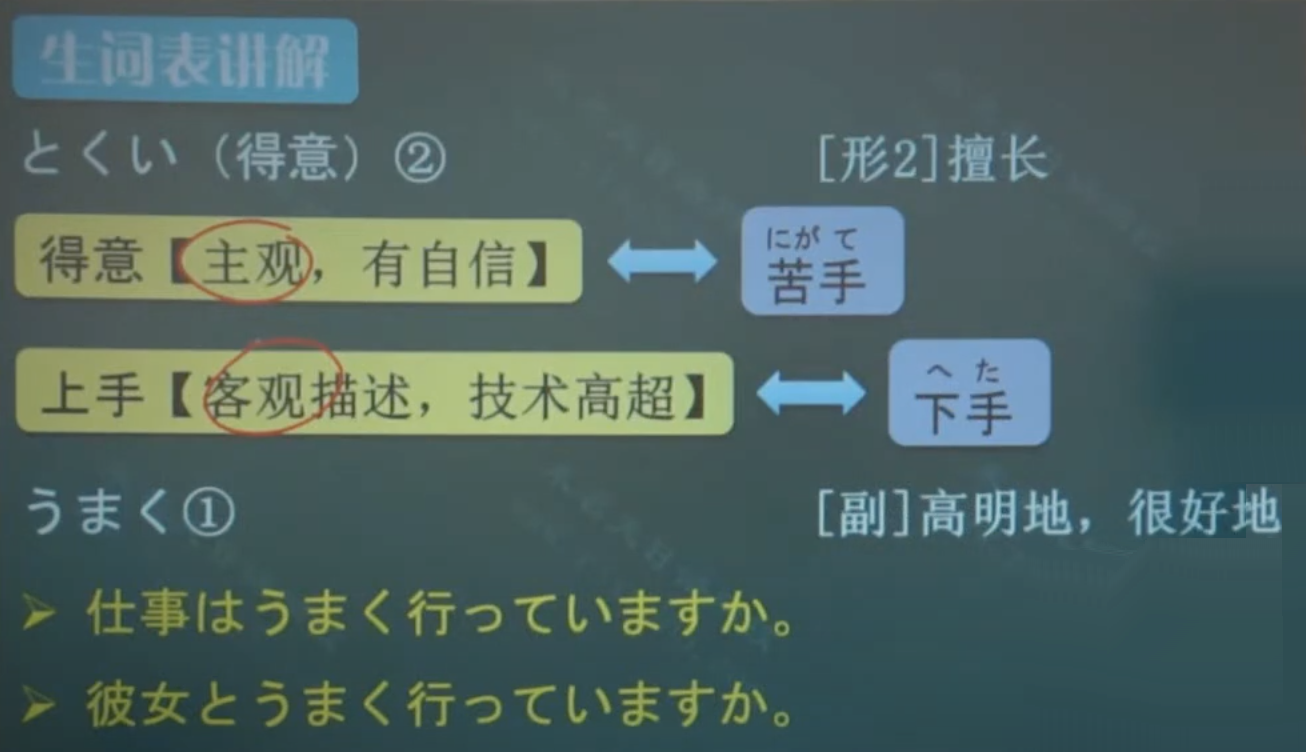 生词表讲解
とくい（得意）② [形2]擅长
得意【主观，有自信】 にがて 苦手
上手【客观描述，技术高超】 へた 下手
うまく① [副]高明地，很好地
➢ 仕事はうまく行っていますか。
➢ 彼女とうまく行っていますか。